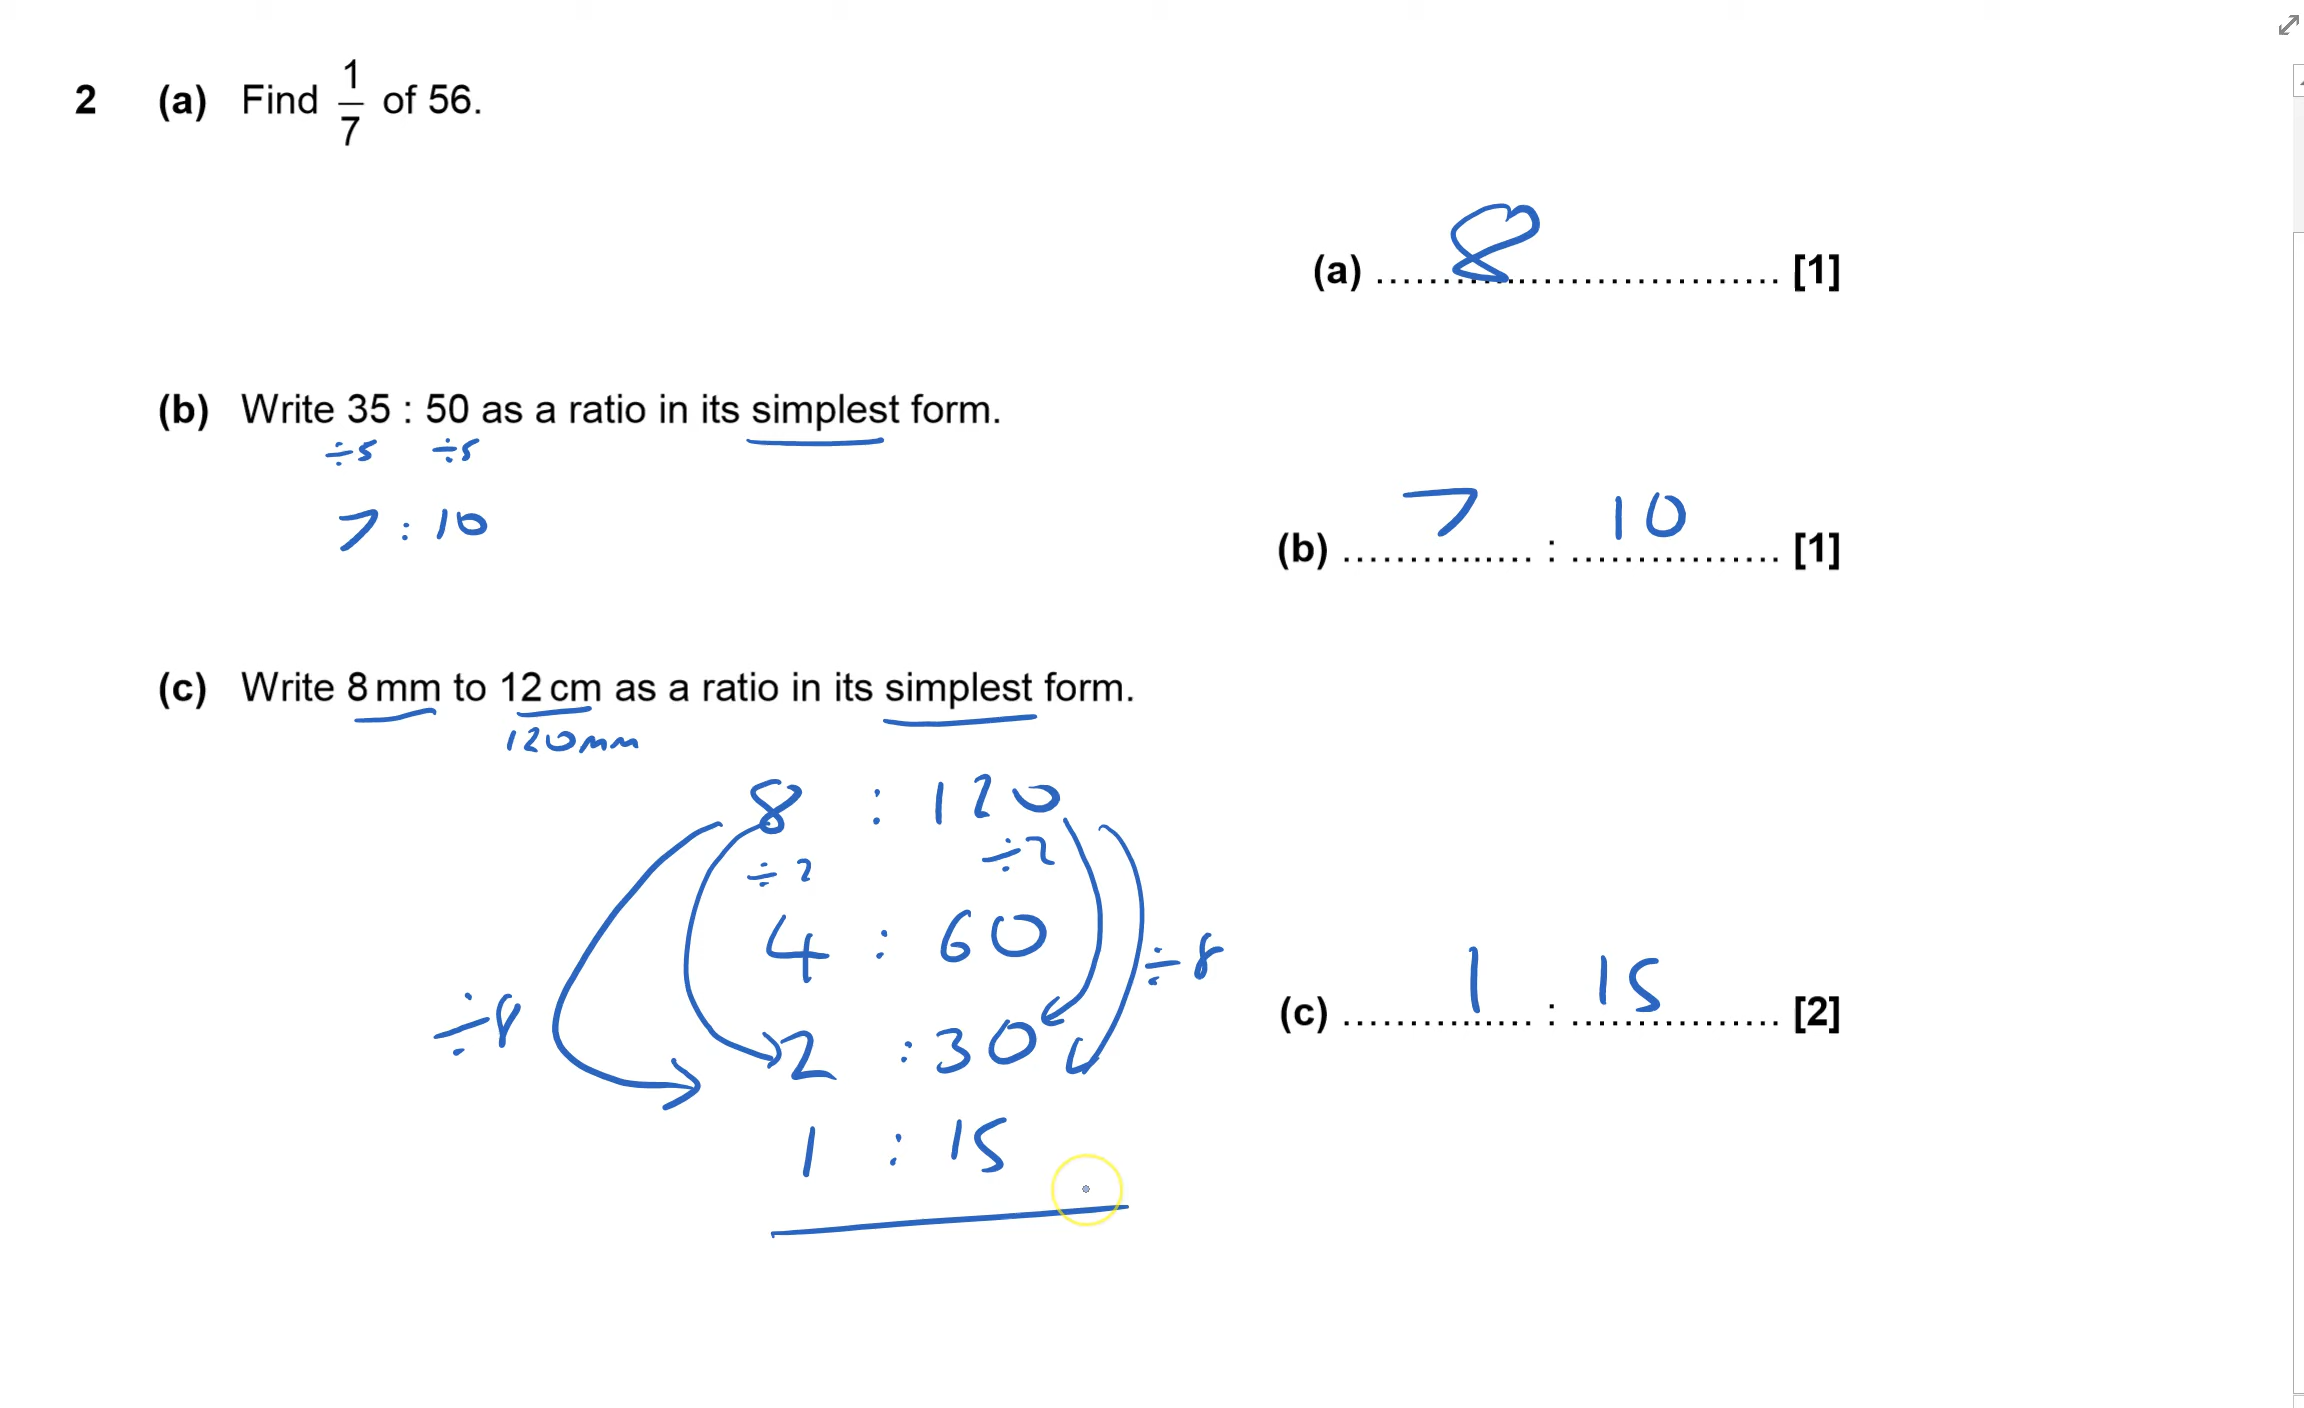 2 (a) Find 1/7 of 56.
(a) 8 [1]
(b) Write 35 : 50 as a ratio in its simplest form.
÷5 ÷5
7 : 10
(b) 7 : 10 [1]
(c) Write 8 mm to 12 cm as a ratio in its simplest form.
120mm
8 : 120
÷2 ÷2
4 : 60
÷8
÷8
(c) 1 : 15 [2]
2 : 30
1 : 15